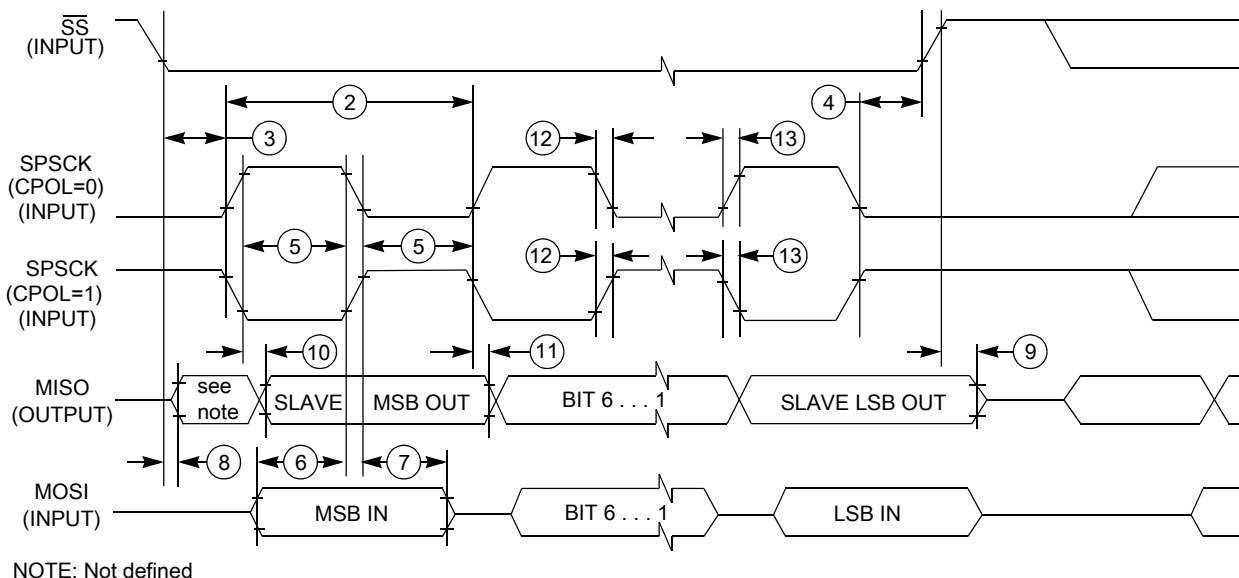 SS
(INPUT)
2
4
3
12
13
SPSCK
(CPOL=0)
(INPUT)
5
5
SPSCK
(CPOL=1)
(INPUT)
12
13
10
11
9
MISO
(OUTPUT)
see
note
SLAVE
MSB OUT
BIT 6 . . . 1
SLAVE LSB OUT
8
6
7
MOSI
(INPUT)
MSB IN
BIT 6 . . . 1
LSB IN
NOTE: Not defined